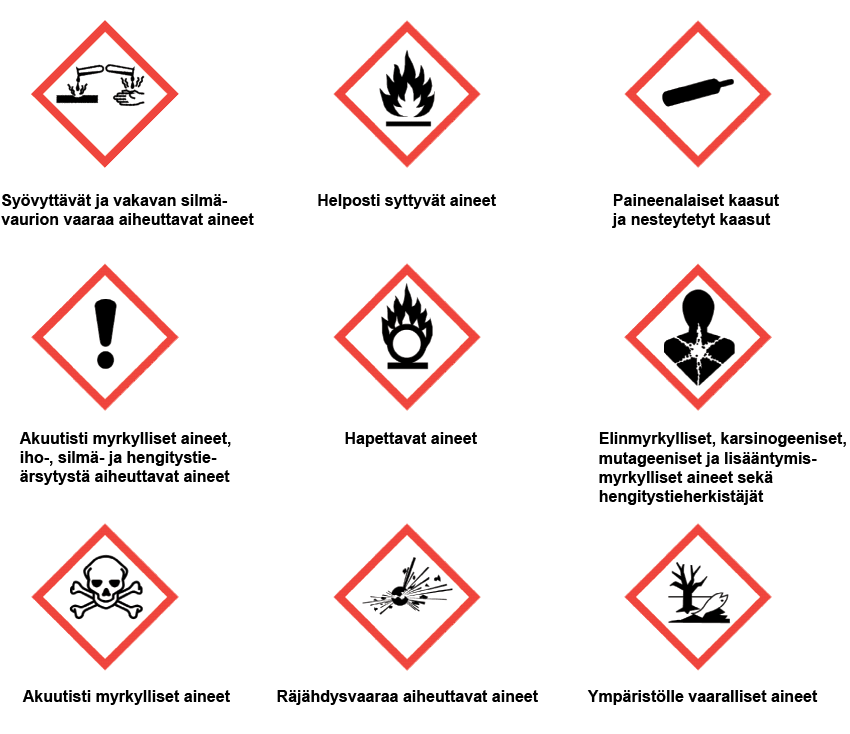 Syövyttävät ja vakavan silmä-
vaurion vaaraa aiheuttavat aineet
Helposti syttyvät aineet
Paineenalaiset kaasut
ja nesteytetyt kaasut
Akuutisti myrkylliset aineet,
iho-, silmä- ja hengitystie-
ärsytystä aiheuttavat aineet
Hapettavat aineet
Elinmyrkylliset, karsinogeeniset,
mutageeniset ja lisääntymis-
myrkylliset aineet sekä
hengitystieherkistäjät
Akuutisti myrkylliset aineet
Räjähdysvaaraa aiheuttavat aineet
Ympäristölle vaaralliset aineet